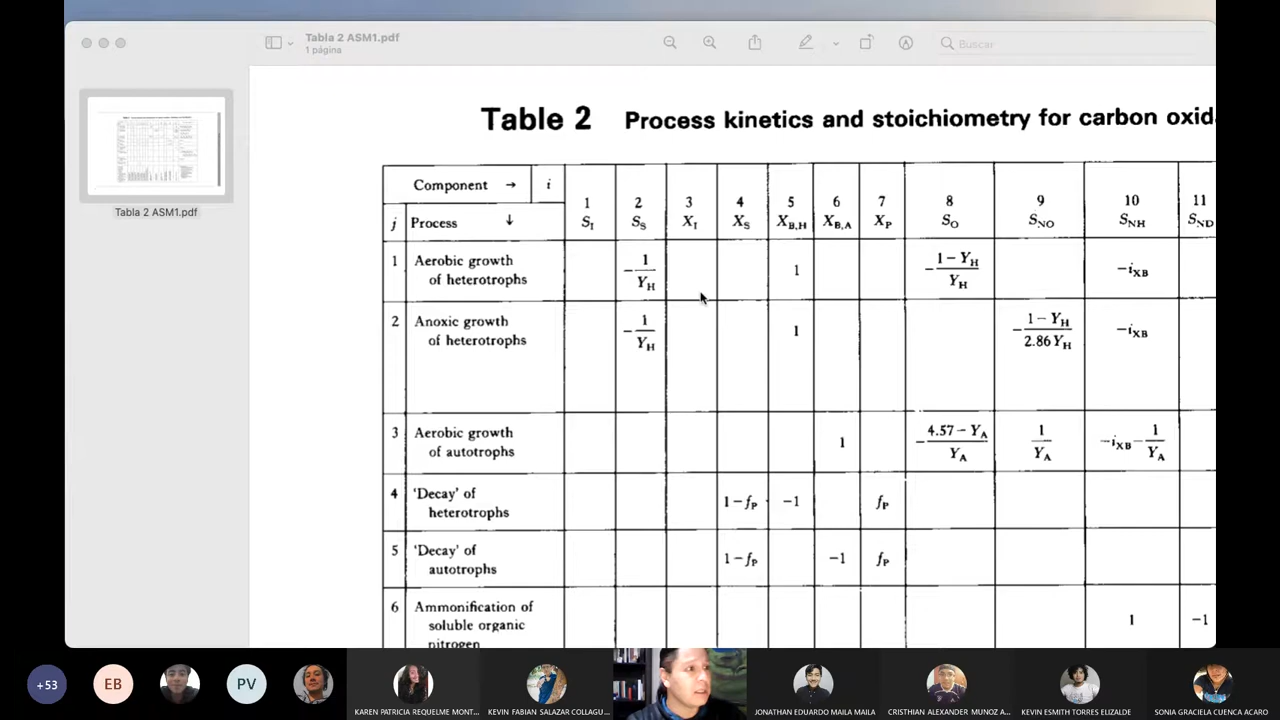 Tabla 2 ASM1.pdf
1 página
Buscar
Tabla 2 ASM1.pdf
Table 2 Process kinetics and stoichiometry for carbon oxid
Component → i
1 2 3 4 5 6 7 8 9 10 11
j Process ↓ S_I S_S X_I X_S X_B,H X_B,A X_P S_O S_NO S_NH S_ND
1 Aerobic growth of heterotrophs −1/Y_H 1 −(1 − Y_H)/Y_H −i_XB
2 Anoxic growth of heterotrophs −1/Y_H 1 −(1 − Y_H)/(2.86 Y_H) −i_XB
3 Aerobic growth of autotrophs 1 −(4.57 − Y_A)/Y_A 1/Y_A −i_XB − 1/Y_A
4 'Decay' of heterotrophs 1 − f_P −1 f_P
5 'Decay' of autotrophs 1 − f_P −1 f_P
6 Ammonification of soluble organic nitrogen 1 −1
+53
EB
PV
KAREN PATRICIA REQUELME MONT...
KEVIN FABIAN SALAZAR COLLAGU...
JONATHAN EDUARDO MAILA MAILA
CRISTHIAN ALEXANDER MUNOZ A...
KEVIN ESMITH TORRES ELIZALDE
SONIA GRACIELA CUENCA ACARO